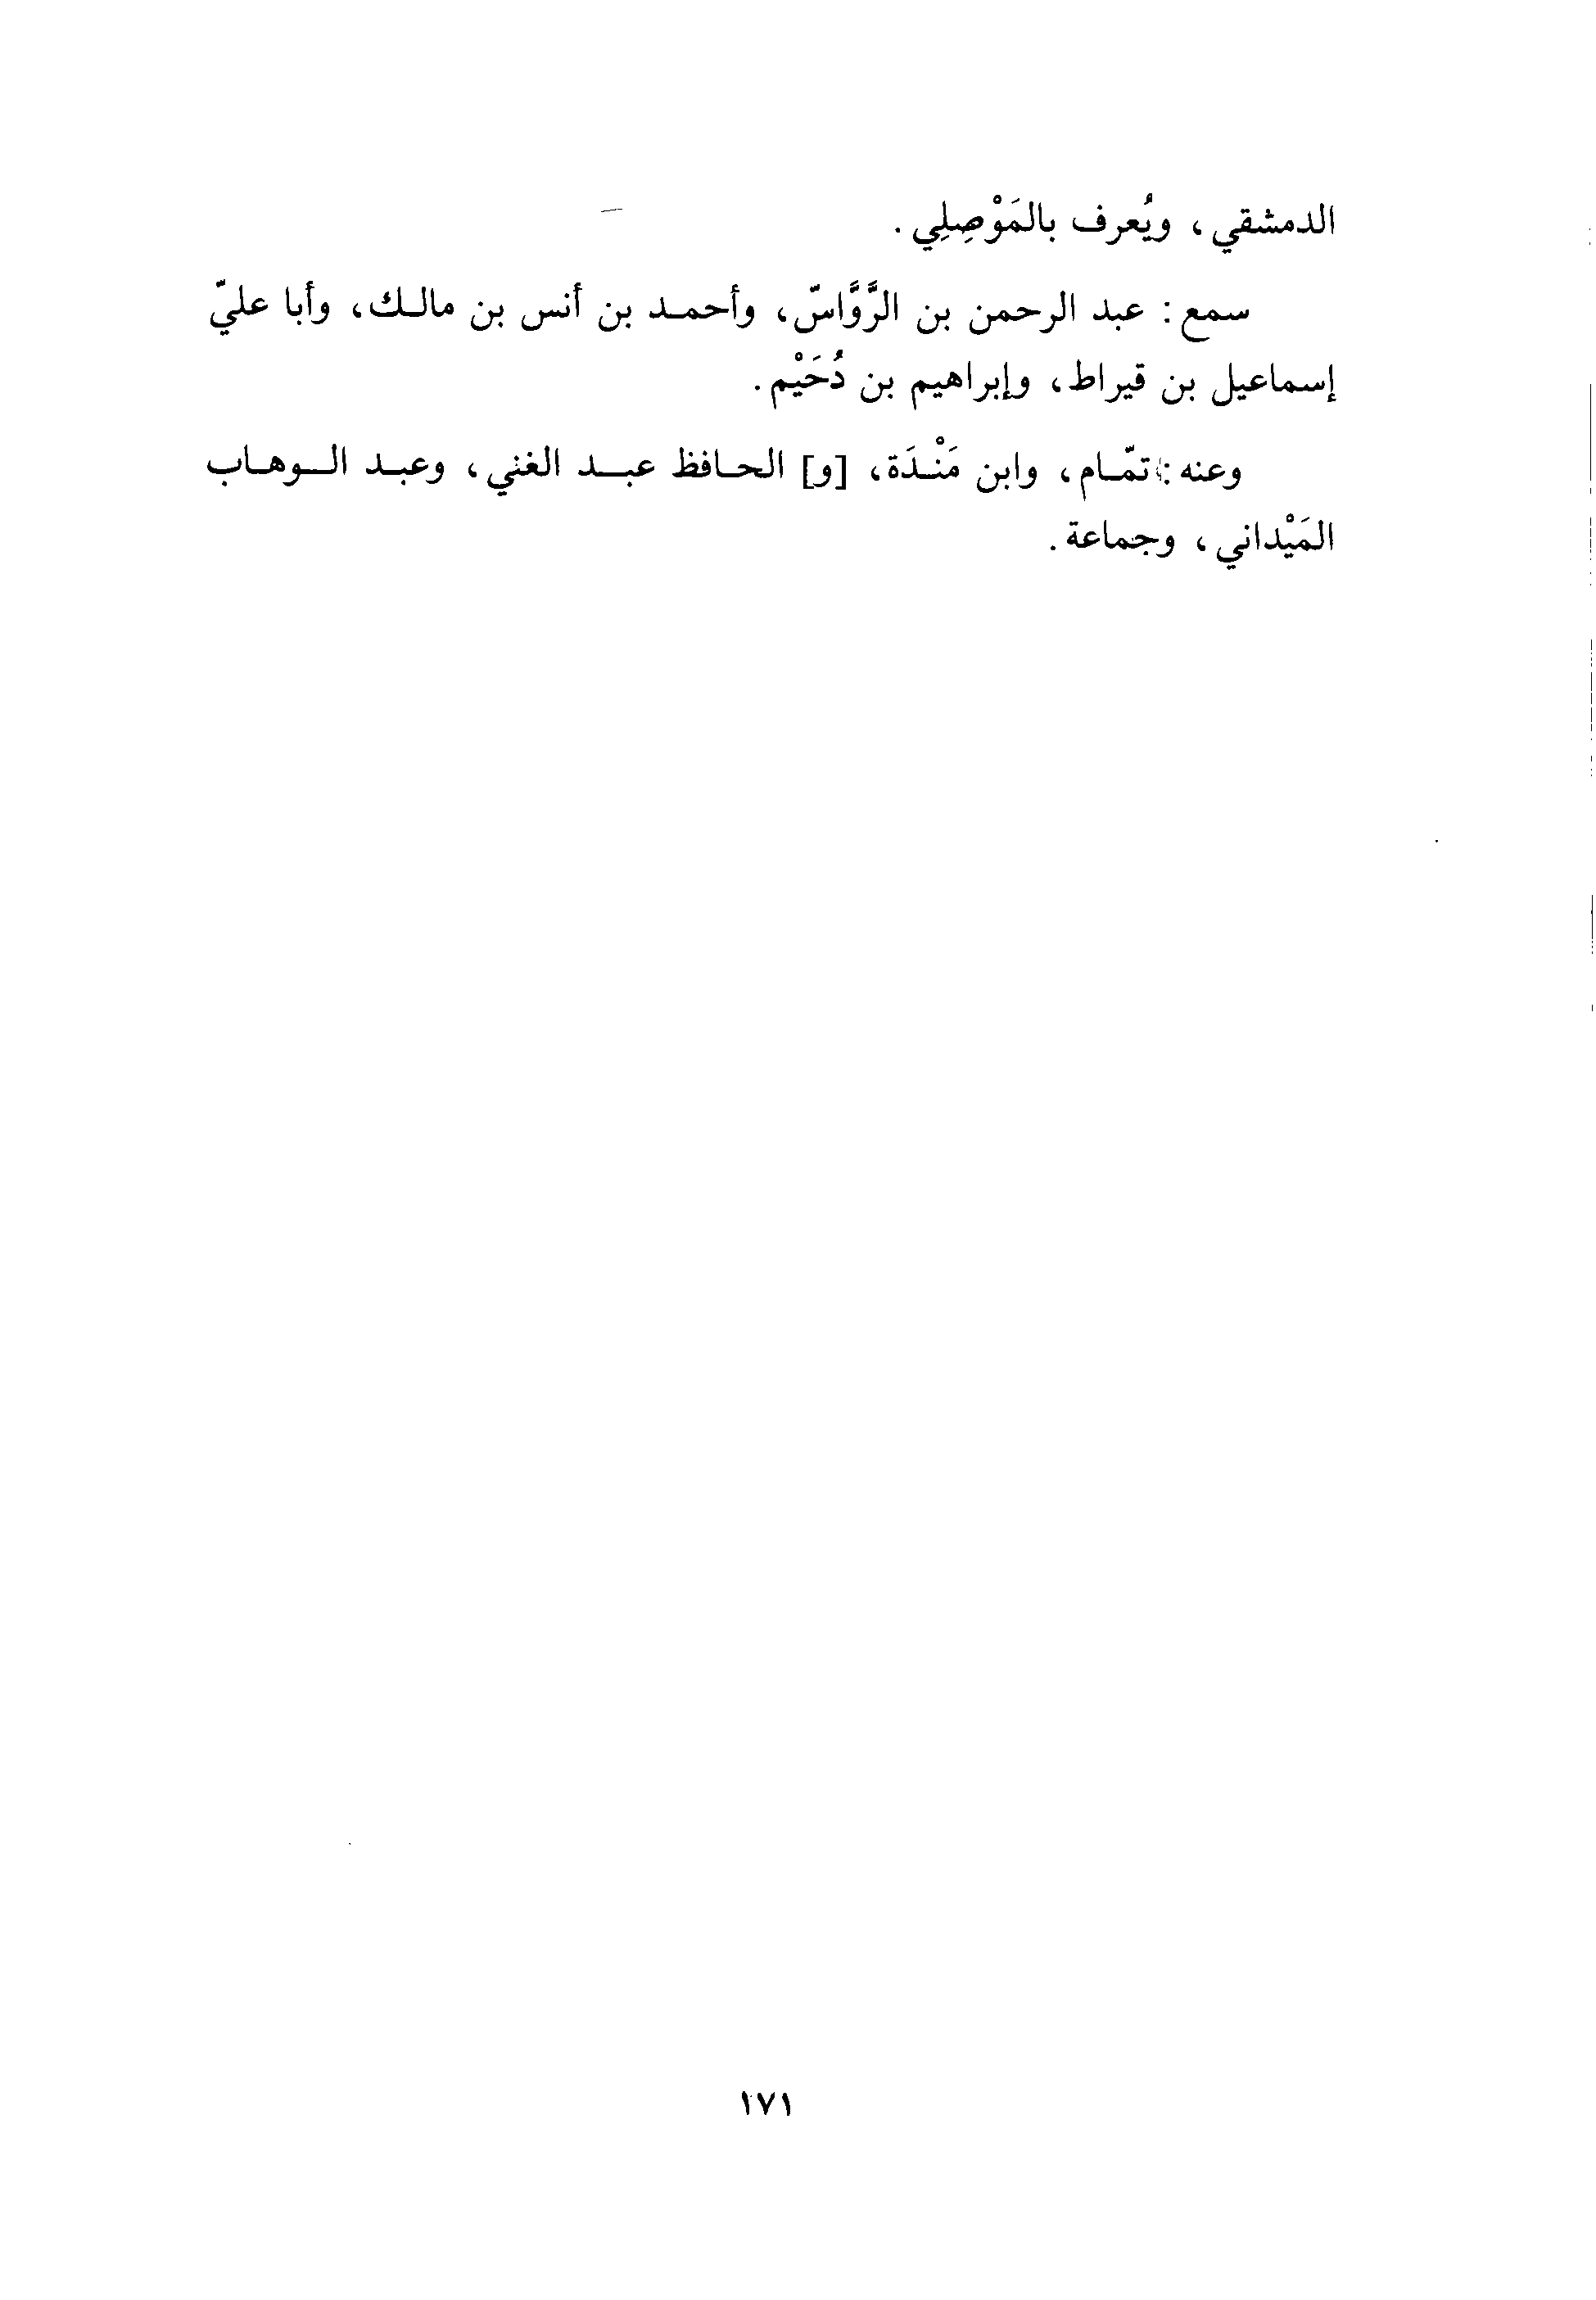 الدمشقي، ويُعرف بالمَوْصِلِي.
سمع: عبد الرحمن بن الرَّوَّاسّ، وأحمد بن أنس بن مالك، وأبا عليّ
إسماعيل بن قيراط، وإبراهيم بن دُحَيْم.
وعنه: تمّام، وابن مَنْدَة، [و] الحافظ عبد الغني، وعبد الوهاب
المَيْداني، وجماعة.
١٧١